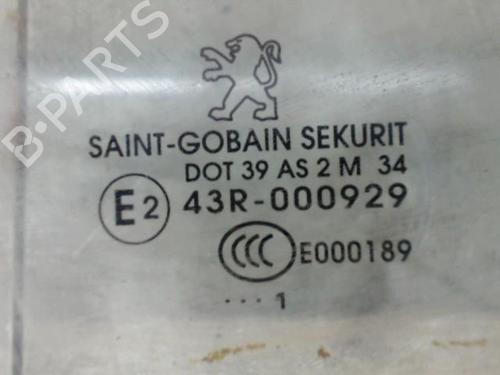 SAINT-GOBAIN SEKURIT
DOT 39 AS 2 M 34
E2 43R-000929
CCC E000189
... 1
B-PARTS